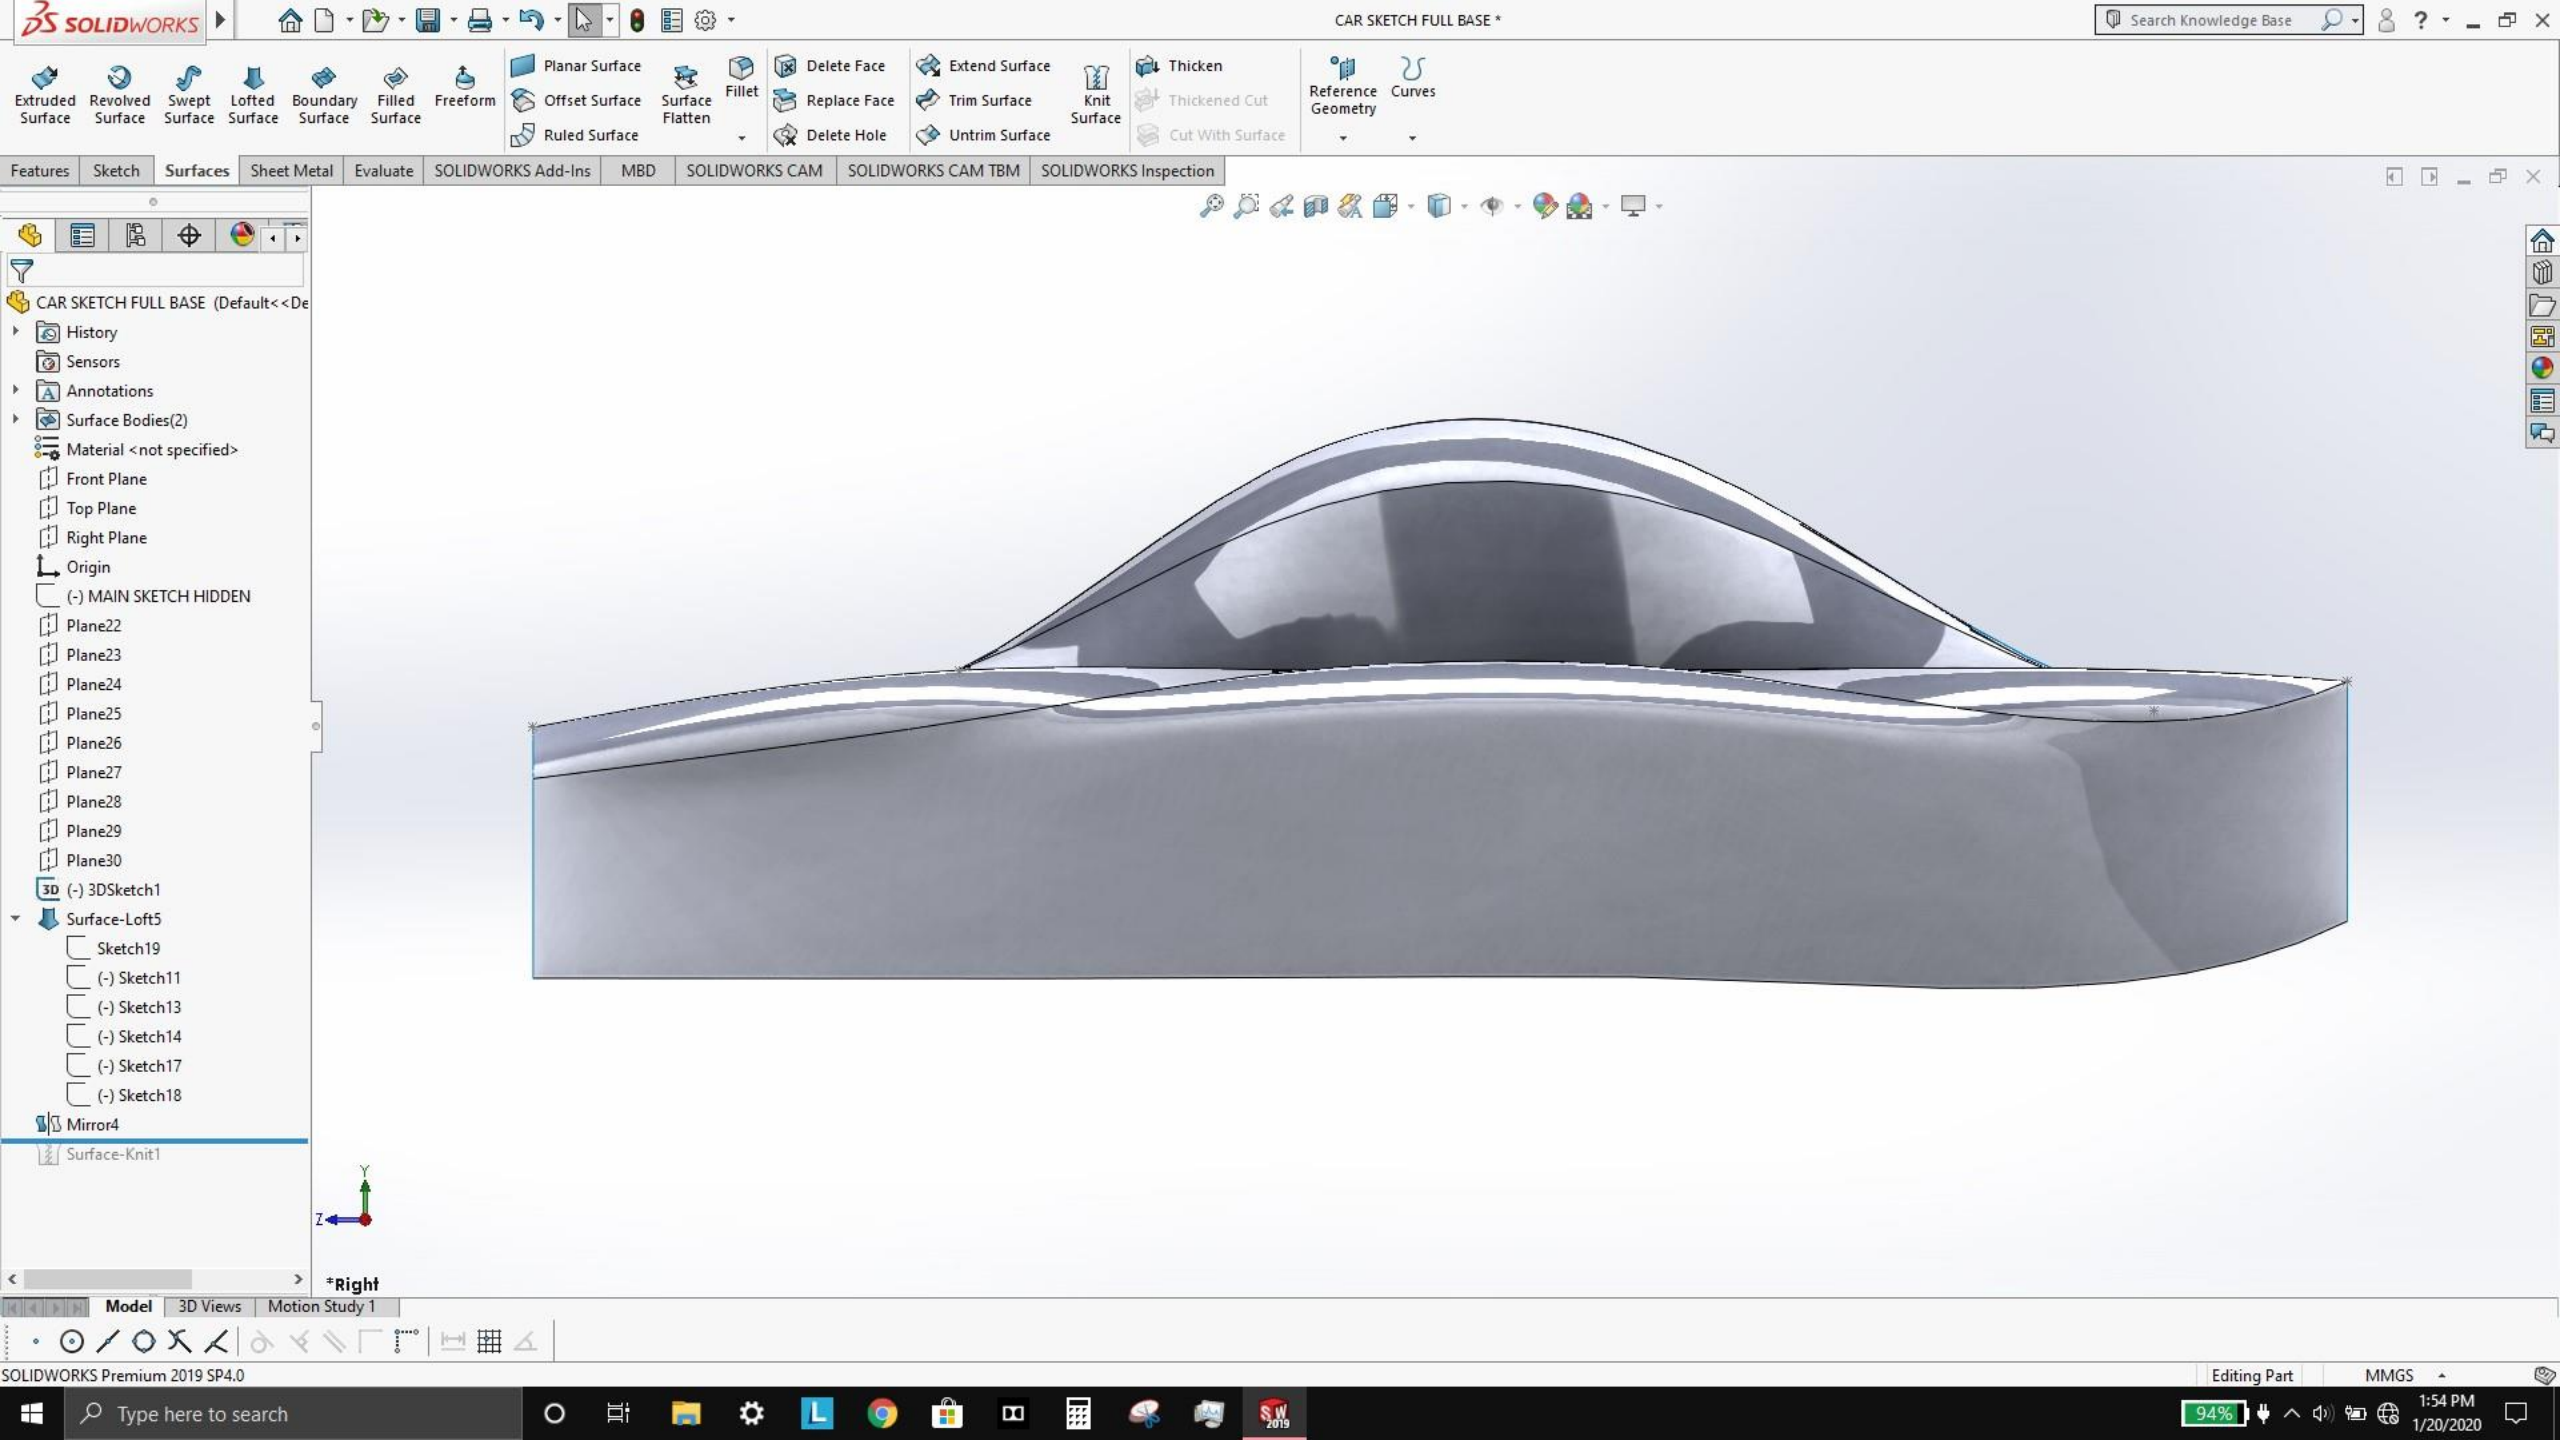 SOLIDWORKS
CAR SKETCH FULL BASE *
Search Knowledge Base
?
Extruded Surface
Revolved Surface
Swept Surface
Lofted Surface
Boundary Surface
Filled Surface
Freeform
Planar Surface
Offset Surface
Ruled Surface
Surface Flatten
Fillet
Delete Face
Replace Face
Delete Hole
Extend Surface
Trim Surface
Untrim Surface
Knit Surface
Thicken
Thickened Cut
Cut With Surface
Reference Geometry
Curves
Features
Sketch
Surfaces
Sheet Metal
Evaluate
SOLIDWORKS Add-Ins
MBD
SOLIDWORKS CAM
SOLIDWORKS CAM TBM
SOLIDWORKS Inspection
CAR SKETCH FULL BASE (Default<<De
History
Sensors
A Annotations
Surface Bodies(2)
Material <not specified>
Front Plane
Top Plane
Right Plane
Origin
(-) MAIN SKETCH HIDDEN
Plane22
Plane23
Plane24
Plane25
Plane26
Plane27
Plane28
Plane29
Plane30
3D (-) 3DSketch1
Surface-Loft5
Sketch19
(-) Sketch11
(-) Sketch13
(-) Sketch14
(-) Sketch17
(-) Sketch18
Mirror4
Surface-Knit1
Y
Z
*Right
Model
3D Views
Motion Study 1
SOLIDWORKS Premium 2019 SP4.0
Editing Part
MMGS
Type here to search
L
SW
2019
94%
1:54 PM
1/20/2020